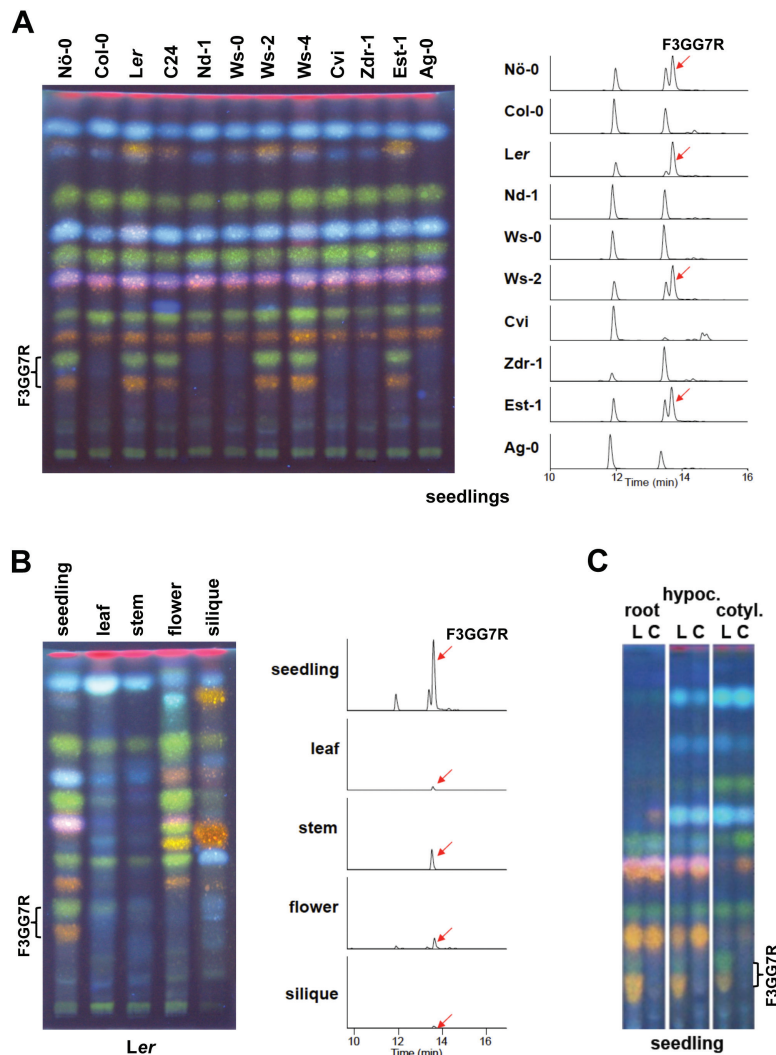 A
Nö-0 Col-0 Ler C24 Nd-1 Ws-0 Ws-2 Ws-4 Cvi Zdr-1 Est-1 Ag-0
F3GG7R
seedlings
F3GG7R
Nö-0
Col-0
Ler
Nd-1
Ws-0
Ws-2
Cvi
Zdr-1
Est-1
Ag-0
10 12 14 16
Time (min)
B
seedling leaf stem flower silique
F3GG7R
Ler
F3GG7R
seedling
leaf
stem
flower
silique
10 12 14 16
Time (min)
C
hypoc.
root cotyl.
L C L C L C
F3GG7R
seedling